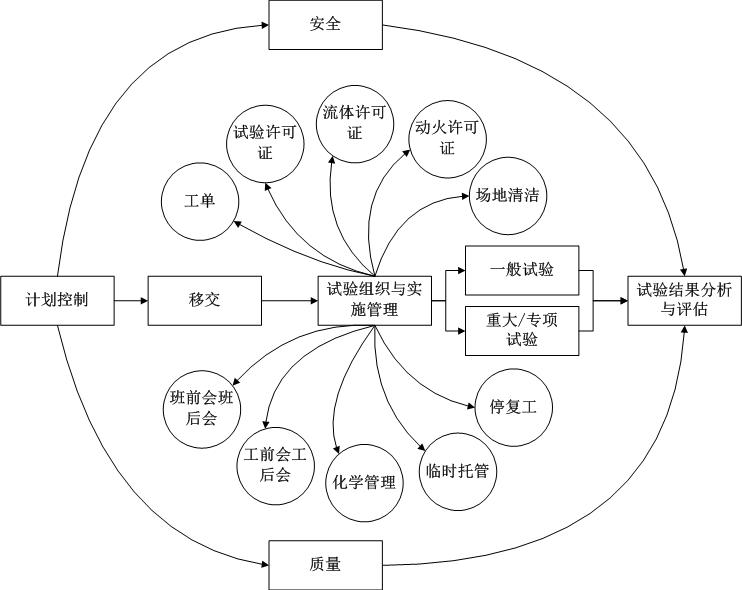 安全
流体许可
证
动火许可
证
试验许可
证
工单
场地清洁
计划控制
移交
试验组织与实
施管理
一般试验
重大/专项
试验
试验结果分析
与评估
班前会班
后会
停复工
工前会工
后会
化学管理
临时托管
质量